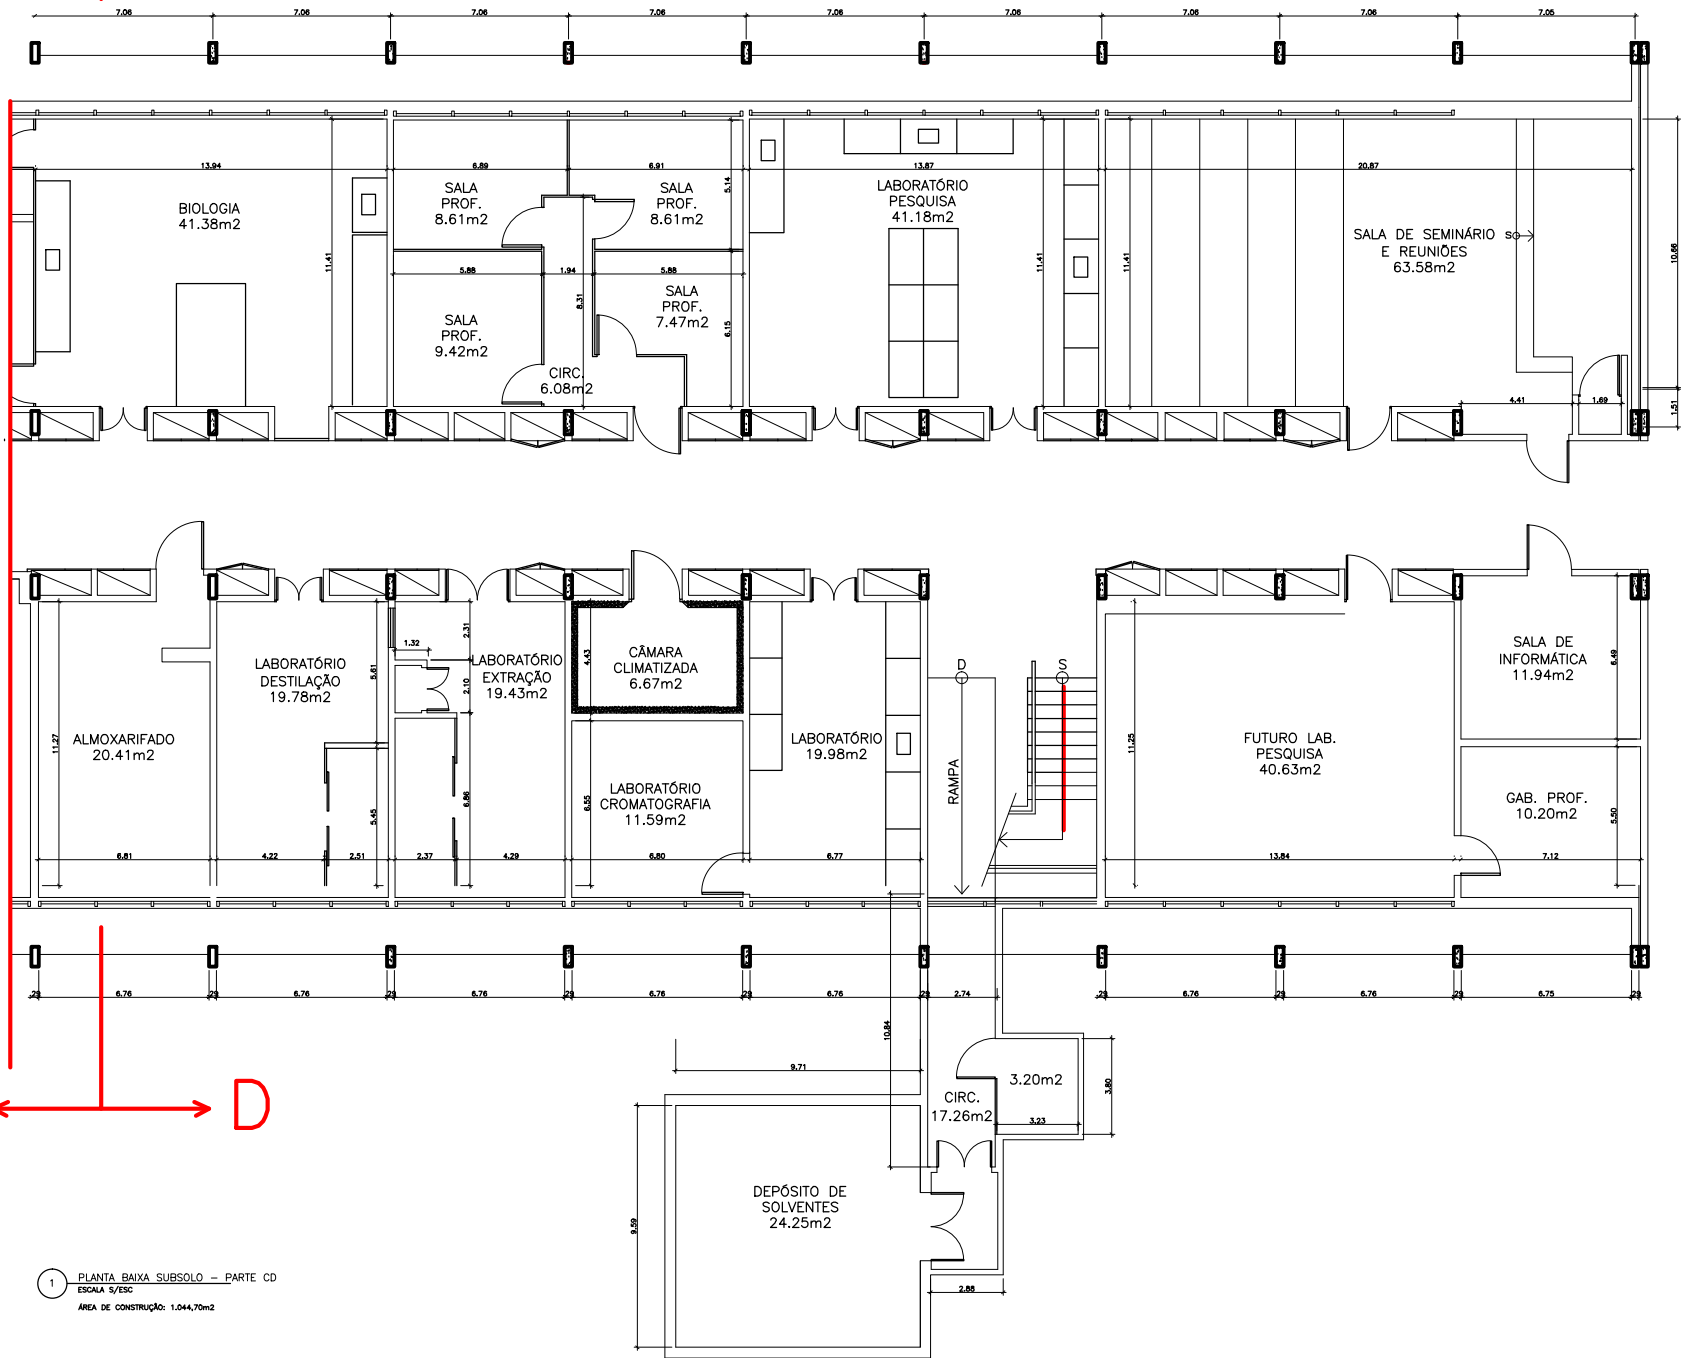 7.06 7.06 7.06 7.06 7.06 7.06 7.06 7.06 7.05
13.94 6.89 6.91 13.87 20.87
11.41 5.14 11.41 11.41 10.66
BIOLOGIA
41.38m2
SALA
PROF.
8.61m2
SALA
PROF.
8.61m2
LABORATÓRIO
PESQUISA
41.18m2
SALA DE SEMINÁRIO
E REUNIÕES
63.58m2
S
5.88 1.94 5.88
8.31 6.15
SALA
PROF.
9.42m2
SALA
PROF.
7.47m2
CIRC.
6.08m2
4.41 1.69 1.51
ALMOXARIFADO
20.41m2
11.27
LABORATÓRIO
DESTILAÇÃO
19.78m2
5.61
5.45
1.32
2.31
2.10
6.86
LABORATÓRIO
EXTRAÇÃO
19.43m2
CÂMARA
CLIMATIZADA
6.67m2
4.43
LABORATÓRIO
CROMATOGRAFIA
11.59m2
6.55
LABORATÓRIO
19.98m2
D
S
RAMPA
11.25
FUTURO LAB.
PESQUISA
40.63m2
SALA DE
INFORMÁTICA
11.94m2
6.49
GAB. PROF.
10.20m2
5.50
6.81 4.22 2.51 2.37 4.29 6.80 6.77 13.84 7.12
29 6.76 29 6.76 29 6.76 29 6.76 29 6.76 29 2.74 29 6.76 29 6.76 29 6.75 29
10.84
9.71
3.20m2
3.80
3.23
CIRC.
17.26m2
D
DEPÓSITO DE
SOLVENTES
24.25m2
9.59
2.88
1 PLANTA BAIXA SUBSOLO – PARTE CD
ESCALA S/ESC
ÁREA DE CONSTRUÇÃO: 1.044,70m2